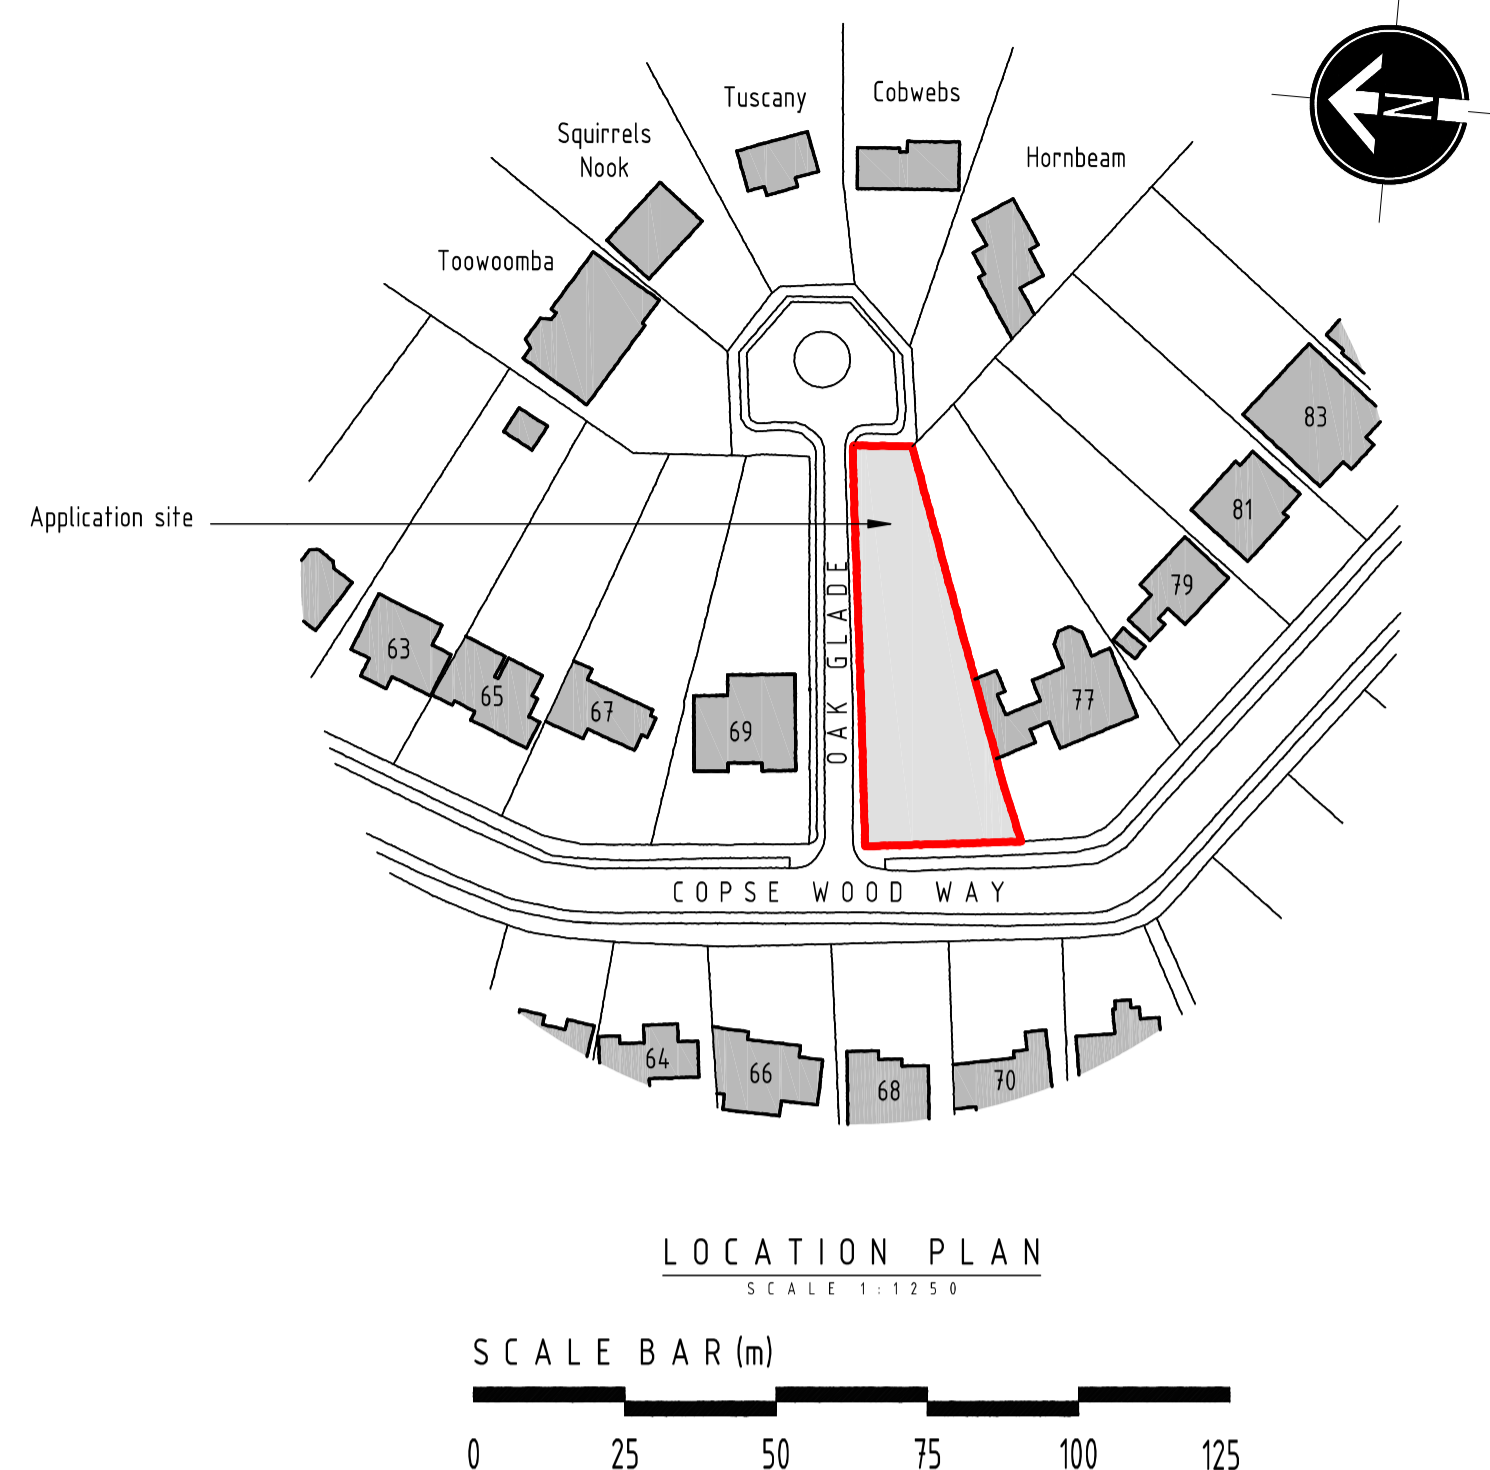 N
Tuscany
Cobwebs
Squirrels
Nook
Hornbeam
Toowoomba
83
81
Application site
79
OAK GLADE
63
65
67
69
77
COPSE WOOD WAY
64
66
68
70
LOCATION PLAN
SCALE 1:1250
SCALE BAR (m)
0 25 50 75 100 125